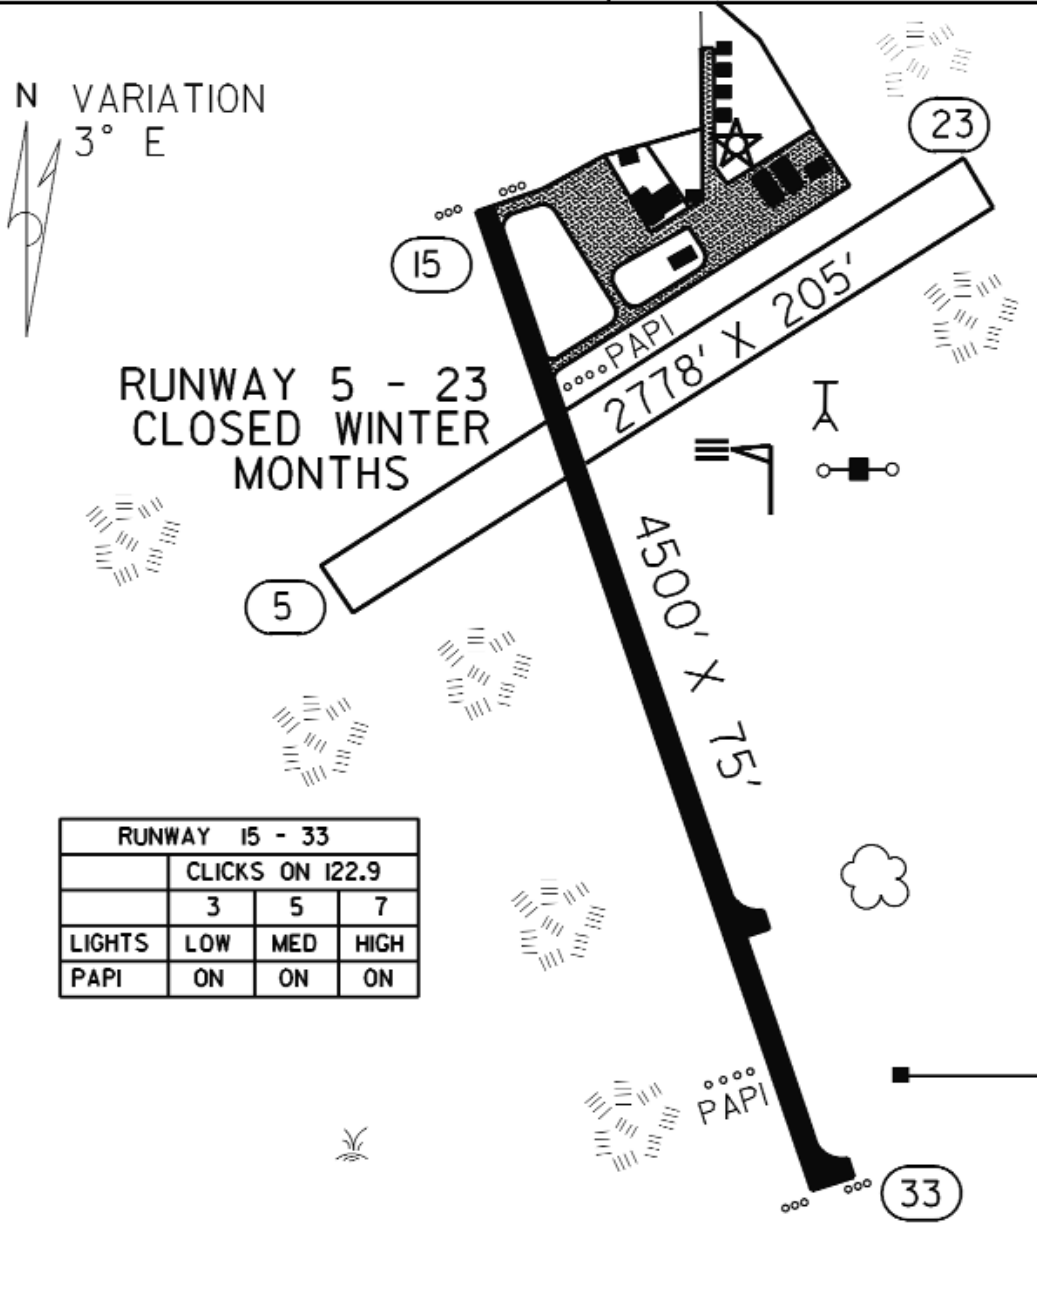 N VARIATION
3° E
23
15
PAPI
2778' X 205'
RUNWAY 5 - 23
CLOSED WINTER
MONTHS
5
4500' X 75'
RUNWAY 15 - 33
CLICKS ON 122.9
3 5 7
LIGHTS LOW MED HIGH
PAPI ON ON ON
PAPI
33